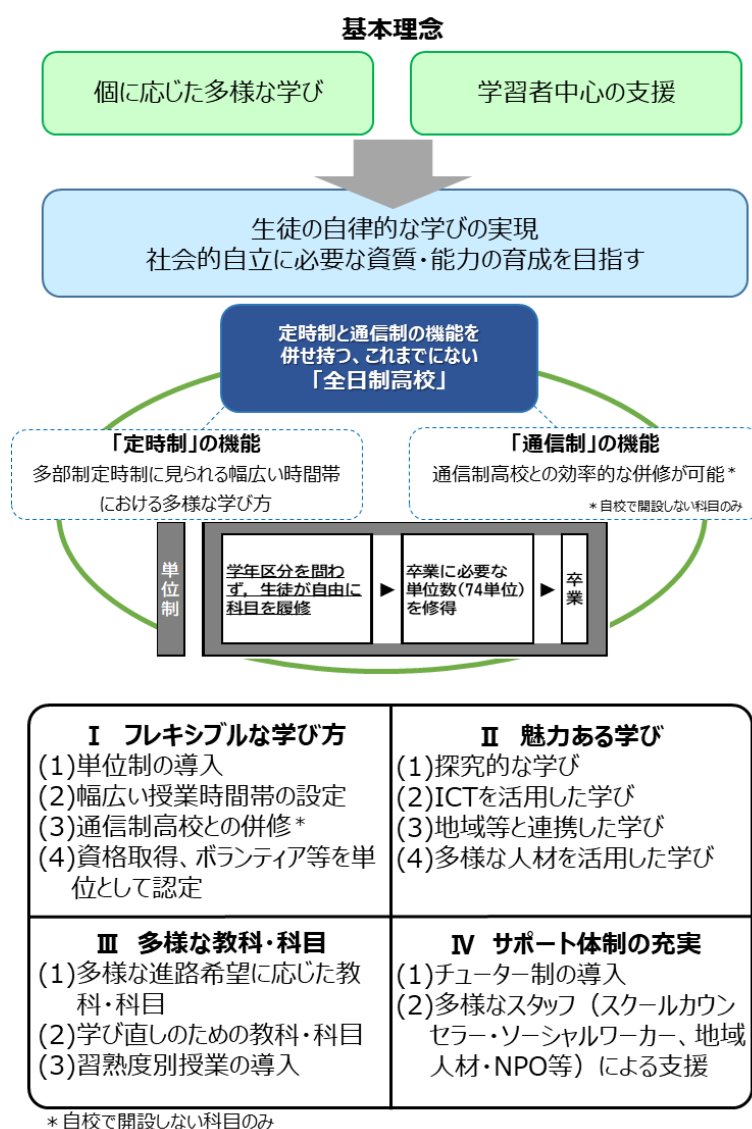 基本理念
個に応じた多様な学び
学習者中心の支援
生徒の自律的な学びの実現
社会的自立に必要な資質・能力の育成を目指す
定時制と通信制の機能を
併せ持つ、これまでにない
「全日制高校」
「定時制」の機能
多部制定時制に見られる幅広い時間帯
における多様な学び方
「通信制」の機能
通信制高校との効率的な併修が可能*
*自校で開設しない科目のみ
単位制
学年区分を問わ
ず，生徒が自由に
科目を履修
▶
卒業に必要な
単位数(74単位)
を修得
▶
卒業
Ⅰ フレキシブルな学び方
(1)単位制の導入
(2)幅広い授業時間帯の設定
(3)通信制高校との併修*
(4)資格取得、ボランティア等を単
位として認定
Ⅱ 魅力ある学び
(1)探究的な学び
(2)ICTを活用した学び
(3)地域等と連携した学び
(4)多様な人材を活用した学び
Ⅲ 多様な教科・科目
(1)多様な進路希望に応じた教
科・科目
(2)学び直しのための教科・科目
(3)習熟度別授業の導入
Ⅳ サポート体制の充実
(1)チューター制の導入
(2)多様なスタッフ（スクールカウン
セラー・ソーシャルワーカー、地域
人材・NPO等）による支援
*自校で開設しない科目のみ